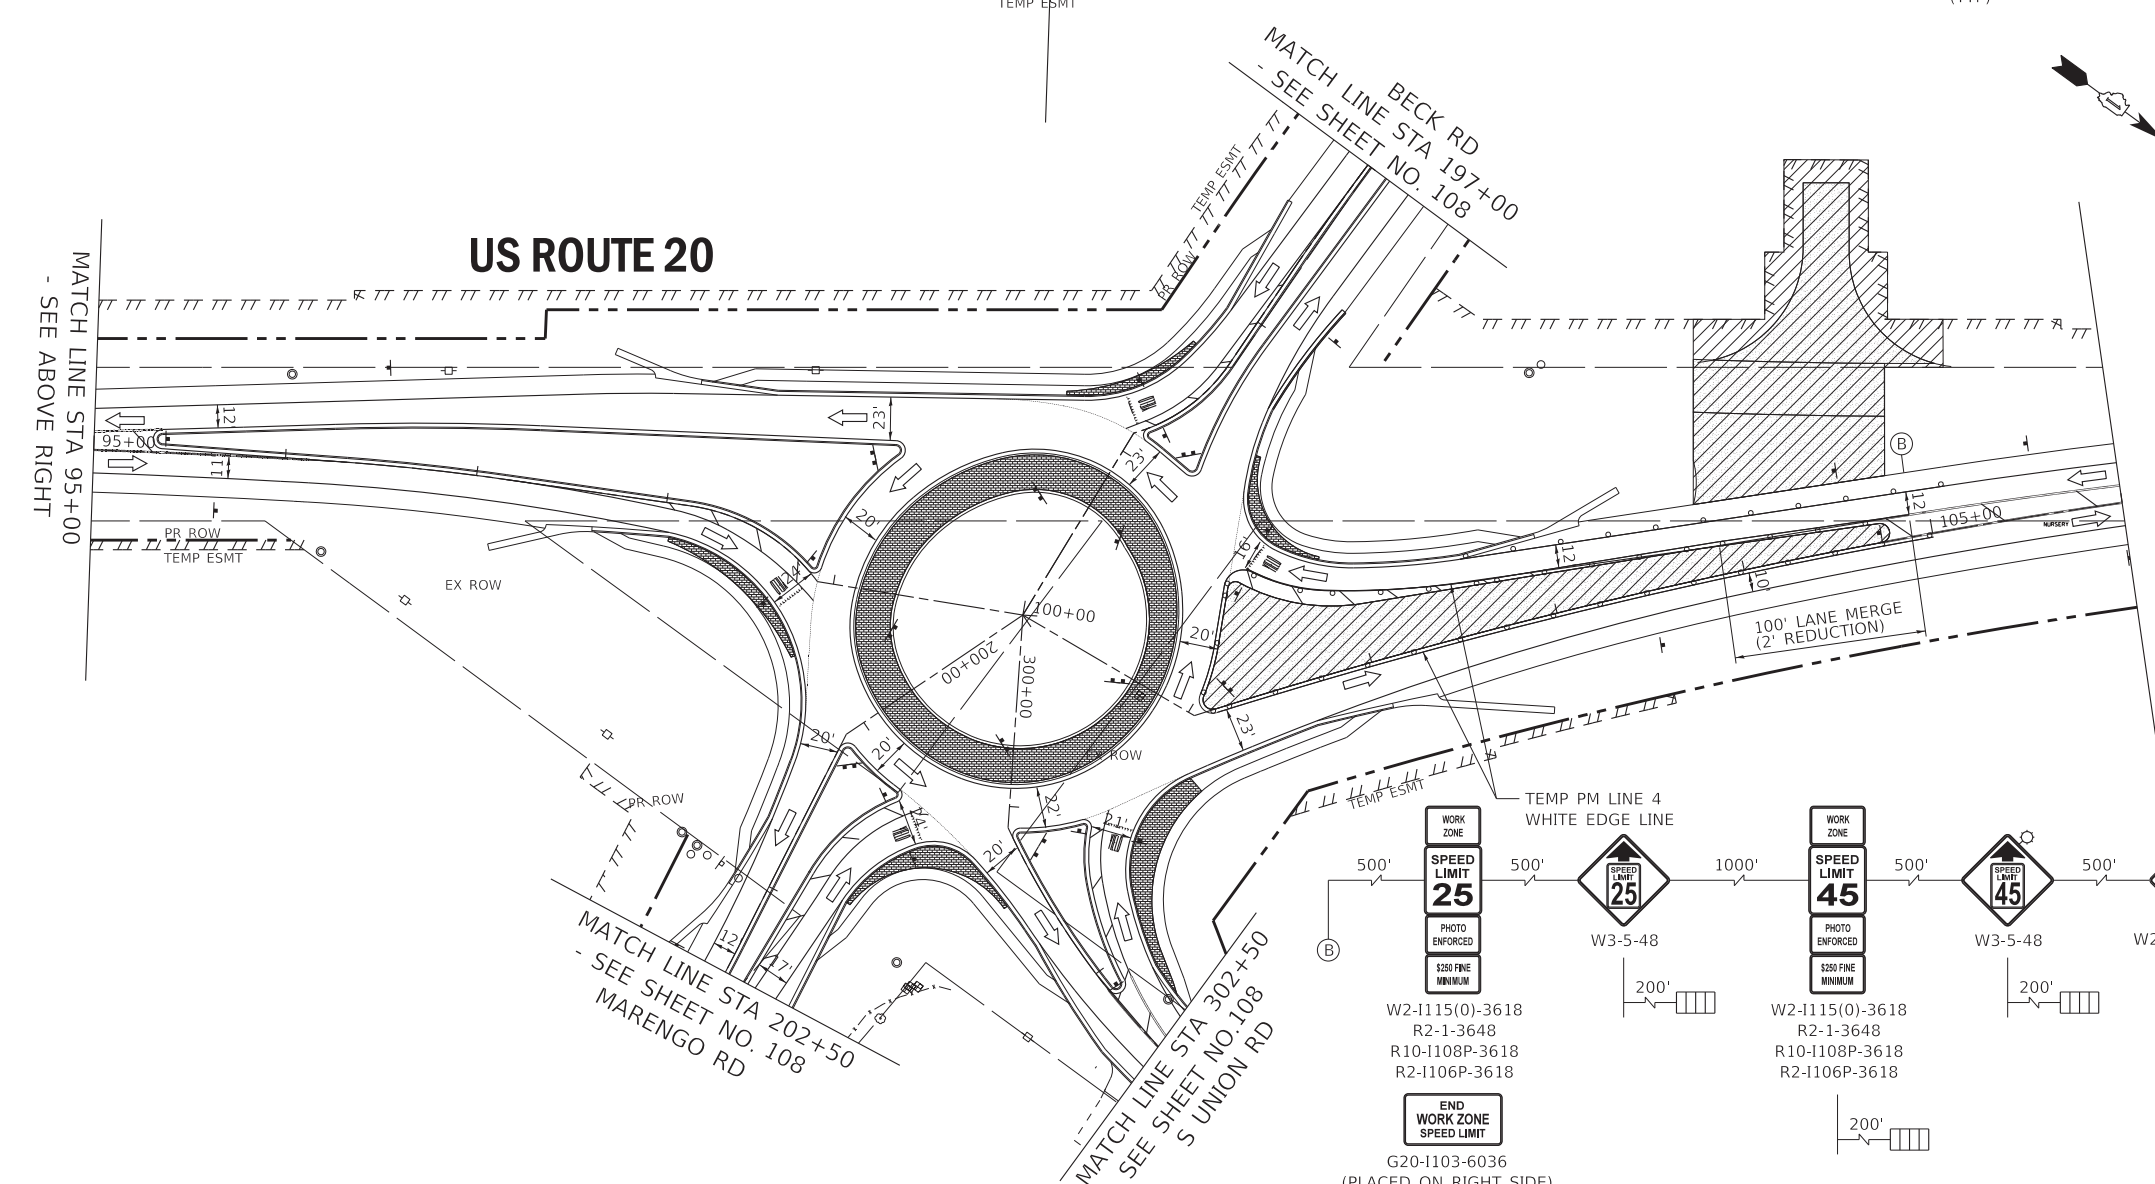 TEMP ESMT
MATCH LINE STA 95+00
- SEE ABOVE RIGHT
US ROUTE 20
BECK RD
MATCH LINE STA 197+00
- SEE SHEET NO. 108
TEMP ESMT
PR ROW
95+00
12'
11'
23'
20'
24'
23'
16'
20'
23'
PR ROW
TEMP ESMT
EX ROW
PR ROW
100+00
200+00
300+00
EX ROW
B
12'
12'
10'
105+00
NURSERY
100' LANE MERGE
(2' REDUCTION)
20'
20'
24'
22'
21'
20'
12'
17'
MATCH LINE STA 202+50
- SEE SHEET NO. 108
MARENGO RD
MATCH LINE STA 302+50
SEE SHEET NO.108
S UNION RD
TEMP ESMT
TEMP PM LINE 4
WHITE EDGE LINE
B
500'
WORK
ZONE
SPEED
LIMIT
25
PHOTO
ENFORCED
$250 FINE
MINIMUM
W2-I115(0)-3618
R2-1-3648
R10-I108P-3618
R2-I106P-3618
END
WORK ZONE
SPEED LIMIT
G20-I103-6036
(PLACED ON RIGHT SIDE)
500'
SPEED
LIMIT
25
W3-5-48
200'
1000'
WORK
ZONE
SPEED
LIMIT
45
PHOTO
ENFORCED
$250 FINE
MINIMUM
W2-I115(0)-3618
R2-1-3648
R10-I108P-3618
R2-I106P-3618
200'
500'
SPEED
LIMIT
45
W3-5-48
200'
500'
W2